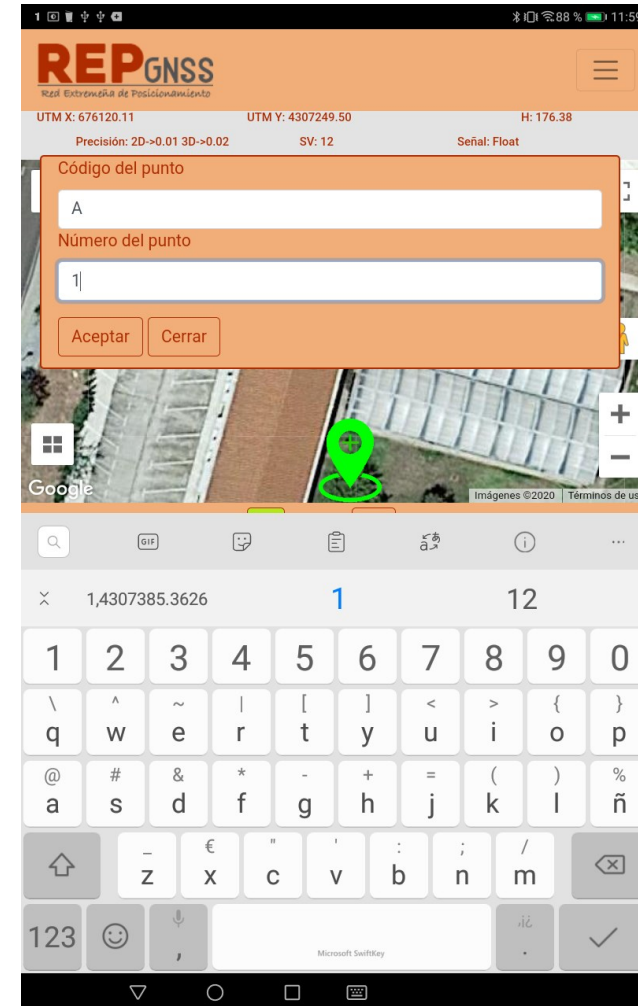 1 88 % 11:59
REPGNSS
Red Extremeña de Posicionamiento
UTM X: 676120.11 UTM Y: 4307249.50 H: 176.38
Precisión: 2D->0.01 3D->0.02 SV: 12 Señal: Float
Código del punto
A
Número del punto
1
Aceptar Cerrar
+
−
Google Imágenes ©2020 Términos de us
GIF あ ā ...
1,4307385.3626 1 12
1 2 3 4 5 6 7 8 9 0
\ ^ ~ | [ ] < > { }
q w e r t y u i o p
@ # & * - + = ( ) %
a s d f g h j k l ñ
_ € " ' : ; /
z x c v b n m
123 , Microsoft SwiftKey ,i¿ .